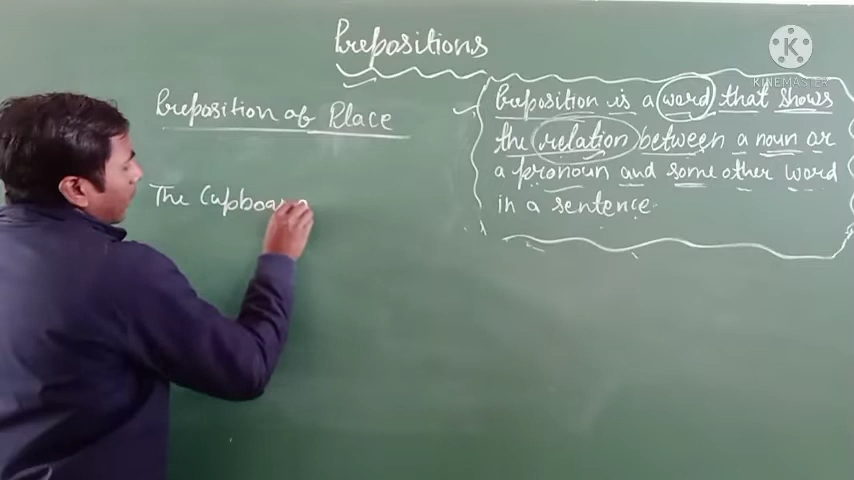 Prepositions
Preposition of Place
Preposition is a word that shows
the relation between a noun or
a pronoun and some other word
in a sentence.
The Cupboar
K
KINEMASTER